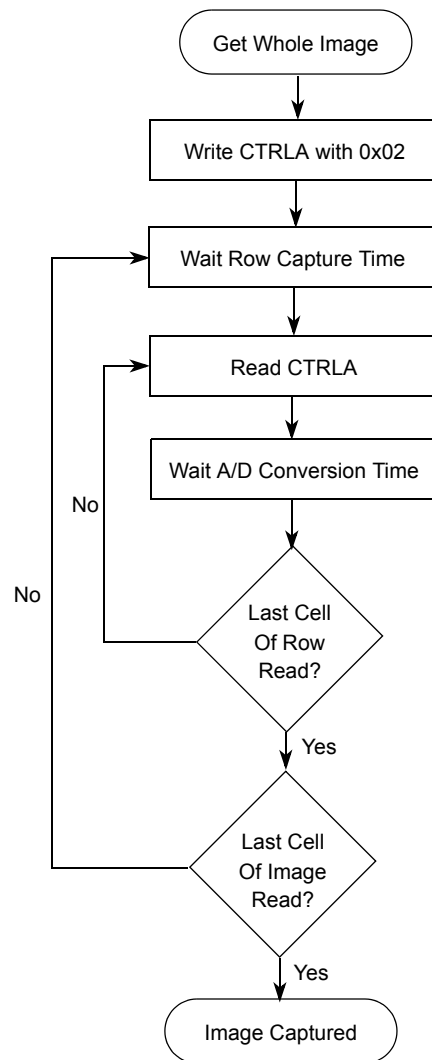 Get Whole Image
Write CTRLA with 0x02
Wait Row Capture Time
Read CTRLA
Wait A/D Conversion Time
No
No
Last Cell
Of Row
Read?
Yes
Last Cell
Of Image
Read?
Yes
Image Captured